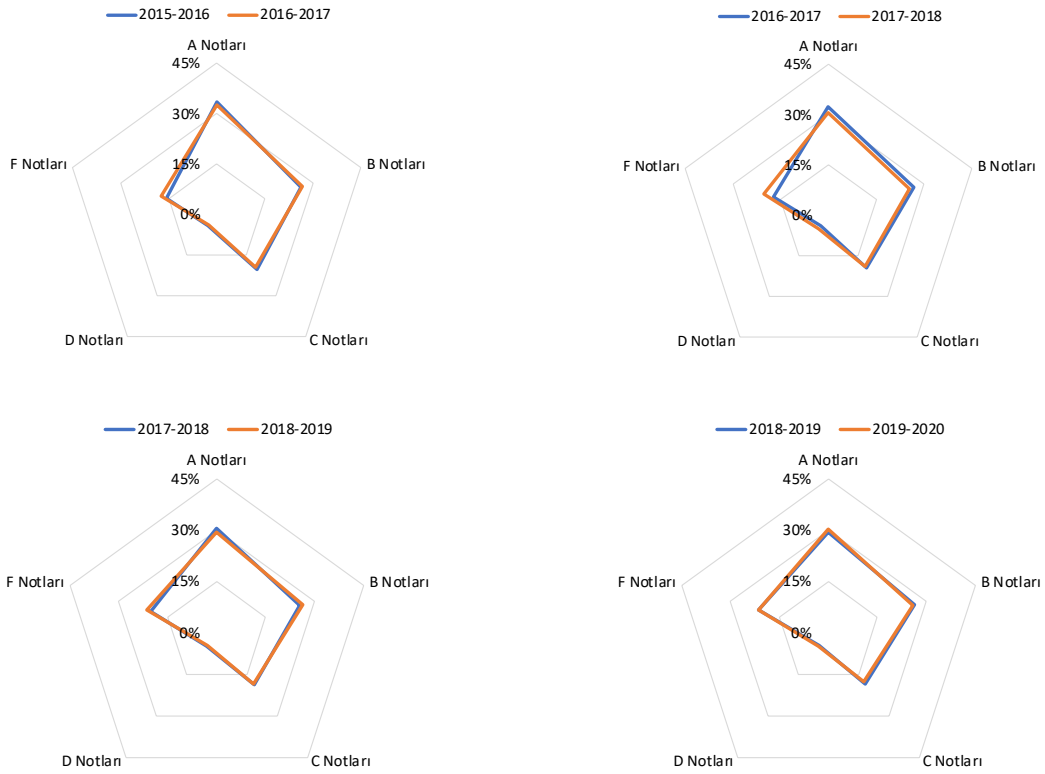 2015-2016 2016-2017
A Notları
45%
30%
15%
0%
B Notları
C Notları
D Notları
F Notları
2016-2017 2017-2018
A Notları
45%
30%
15%
0%
B Notları
C Notları
D Notları
F Notları
2017-2018 2018-2019
A Notları
45%
30%
15%
0%
B Notları
C Notları
D Notları
F Notları
2018-2019 2019-2020
A Notları
45%
30%
15%
0%
B Notları
C Notları
D Notları
F Notları